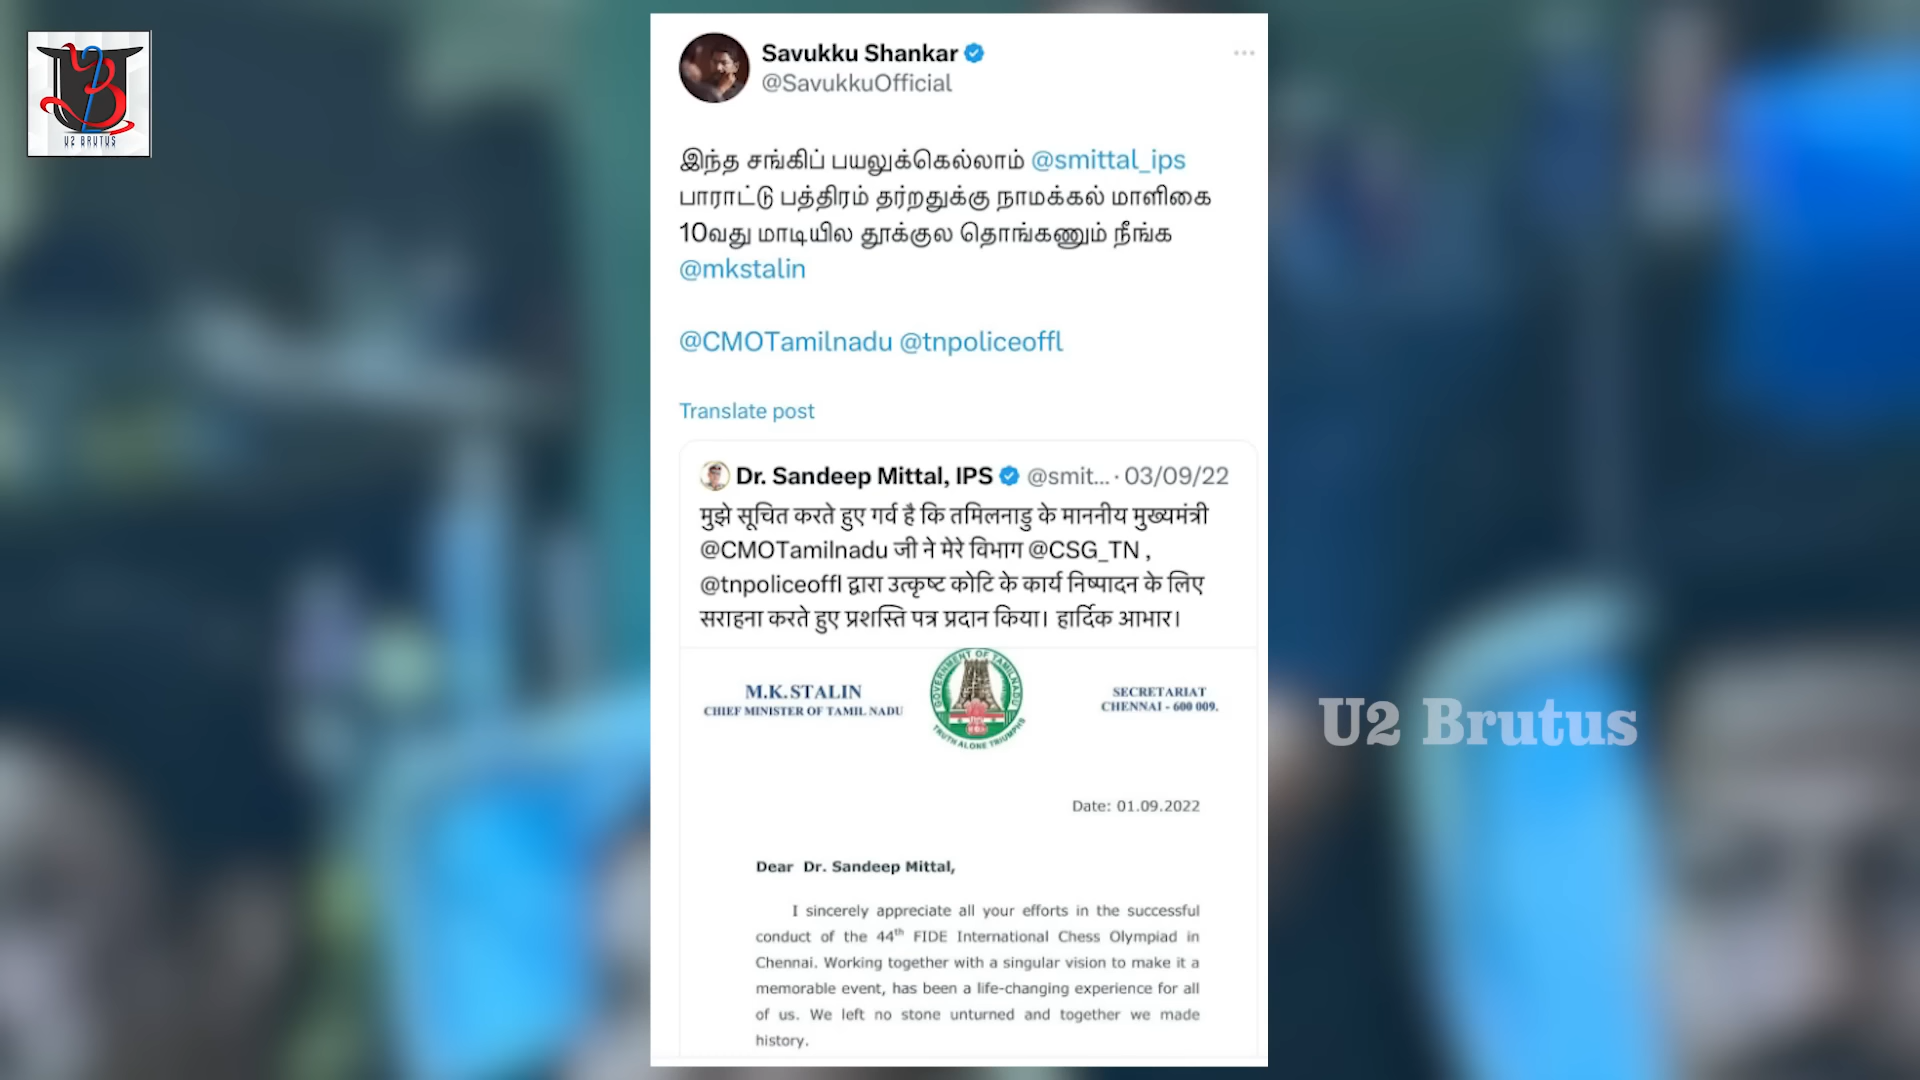 U2 BRUTUS
Savukku Shankar
@SavukkuOfficial
இந்த சங்கிப் பயலுக்கெல்லாம் @smittal_ips
பாராட்டு பத்திரம் தர்றதுக்கு நாமக்கல் மாளிகை
10வது மாடியில தூக்குல தொங்கணும் நீங்க
@mkstalin
@CMOTamilnadu @tnpoliceoffl
Translate post
Dr. Sandeep Mittal, IPS @smit... · 03/09/22
मुझे सूचित करते हुए गर्व है कि तमिलनाडु के माननीय मुख्यमंत्री
@CMOTamilnadu जी ने मेरे विभाग @CSG_TN ,
@tnpoliceoffl द्वारा उत्कृष्ट कोटि के कार्य निष्पादन के लिए
सराहना करते हुए प्रशस्ति पत्र प्रदान किया। हार्दिक आभार।
M.K.STALIN
CHIEF MINISTER OF TAMIL NADU
GOVERNMENT OF TAMILNADU
TRUTH ALONE TRIUMPHS
SECRETARIAT
CHENNAI - 600 009.
U2 Brutus
Date: 01.09.2022
Dear Dr. Sandeep Mittal,
I sincerely appreciate all your efforts in the successful
conduct of the 44th FIDE International Chess Olympiad in
Chennai. Working together with a singular vision to make it a
memorable event, has been a life-changing experience for all
of us. We left no stone unturned and together we made
history.